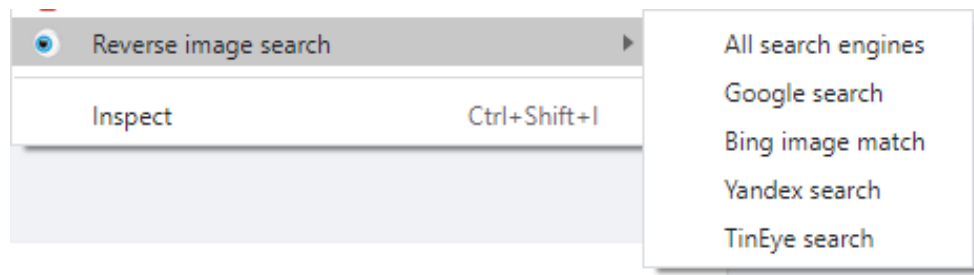 Reverse image search
Inspect Ctrl+Shift+I
All search engines
Google search
Bing image match
Yandex search
TinEye search